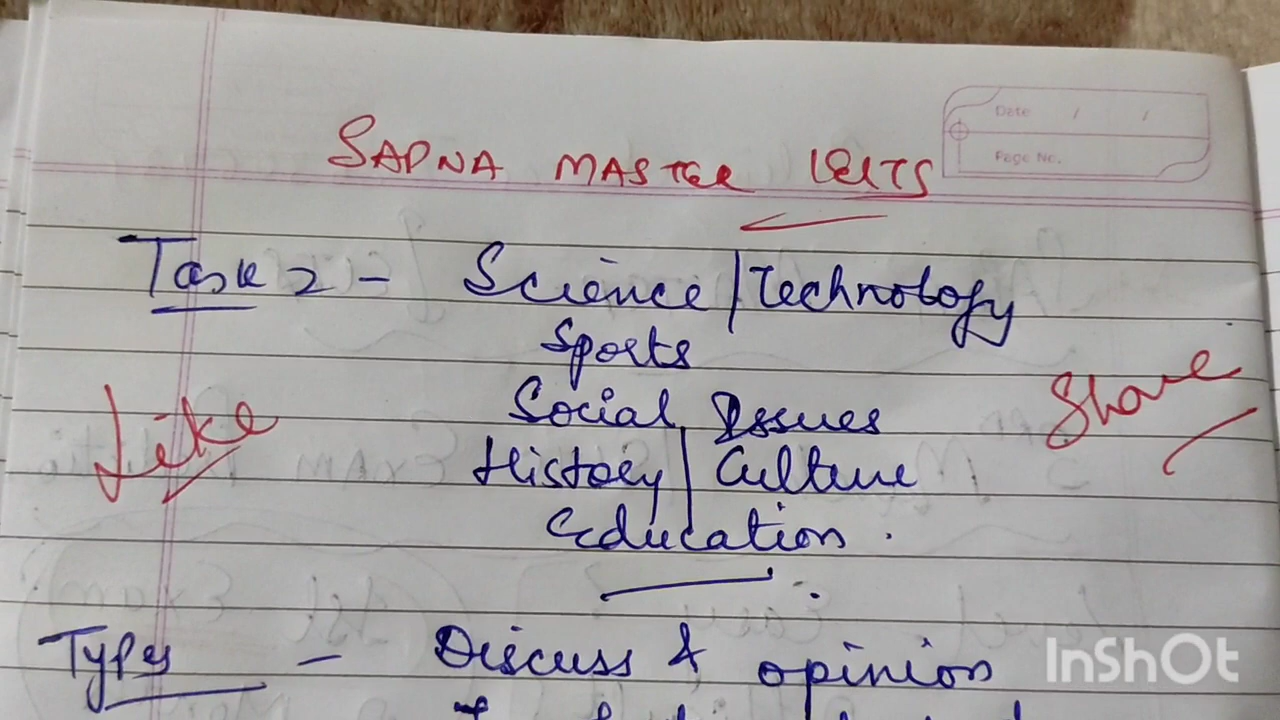 Date / /
Page No.
SAPNA MASTER IELTS
Task 2 - Science/Technology
Sports
Like
Social Issues
Share
History/Culture
Education.
Types - Discuss & opinion
InShOt